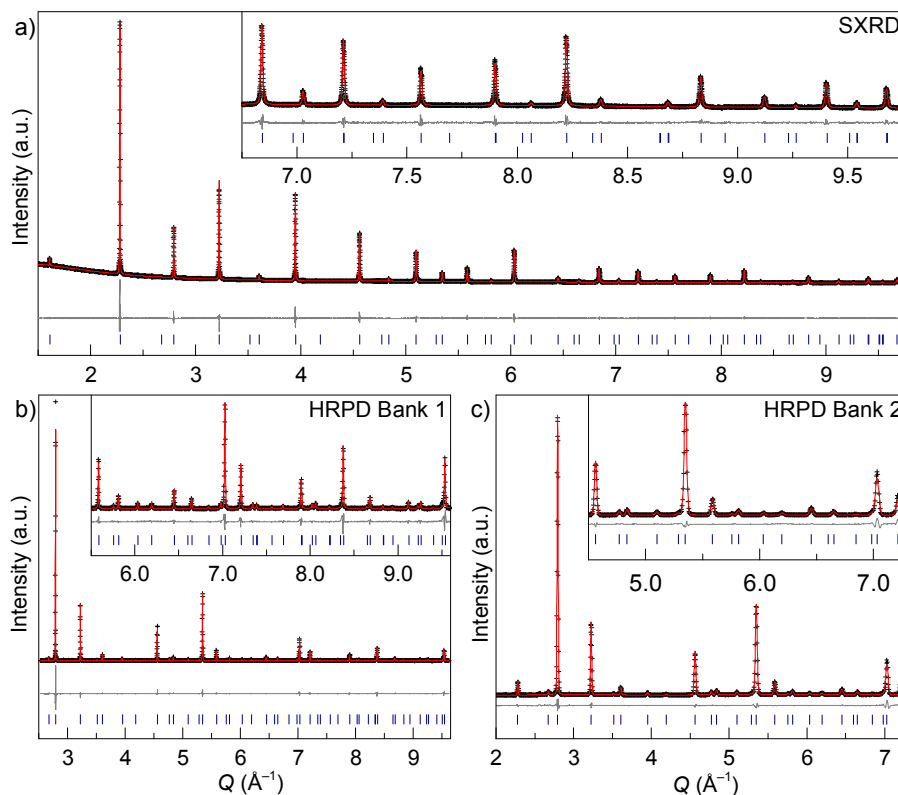 a)
SXRD
Intensity (a.u.)
7.0 7.5 8.0 8.5 9.0 9.5
2 3 4 5 6 7 8 9
b)
HRPD Bank 1
Intensity (a.u.)
6.0 7.0 8.0 9.0
3 4 5 6 7 8 9
Q (Å⁻¹)
c)
HRPD Bank 2
Intensity (a.u.)
5.0 6.0 7.0
2 3 4 5 6 7
Q (Å⁻¹)